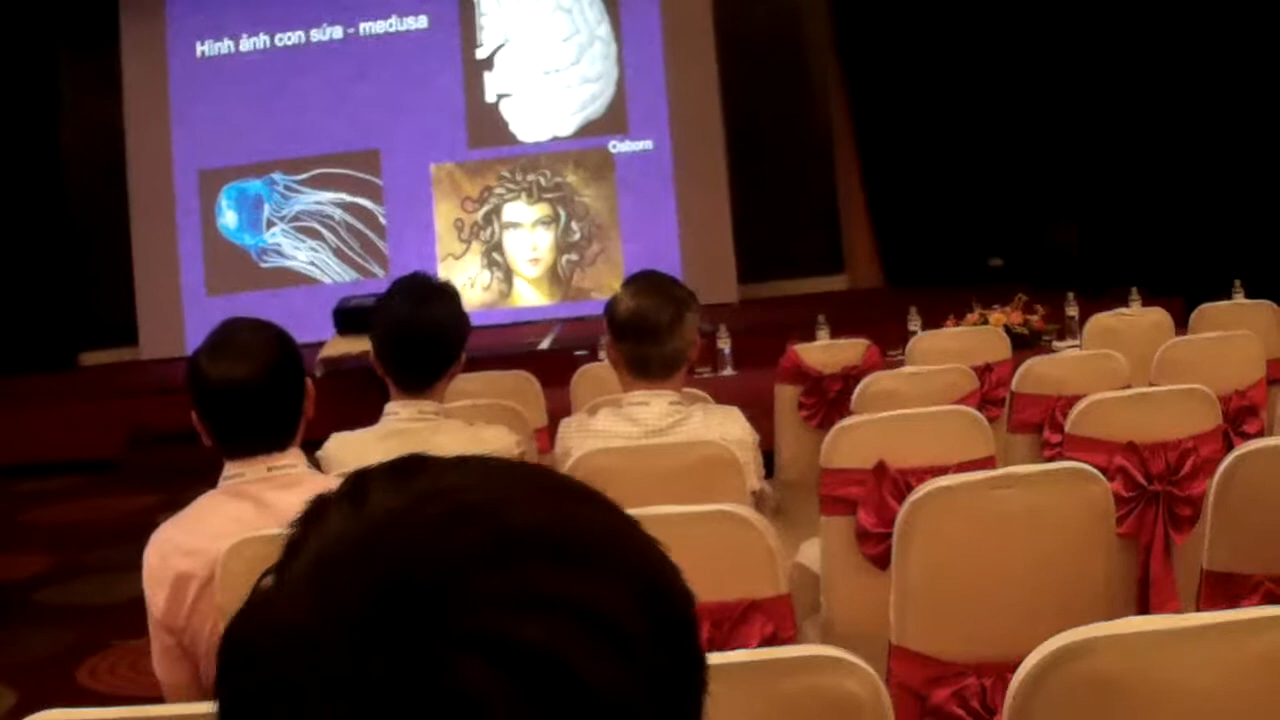 Hình ảnh con sứa - medusa
Osborn